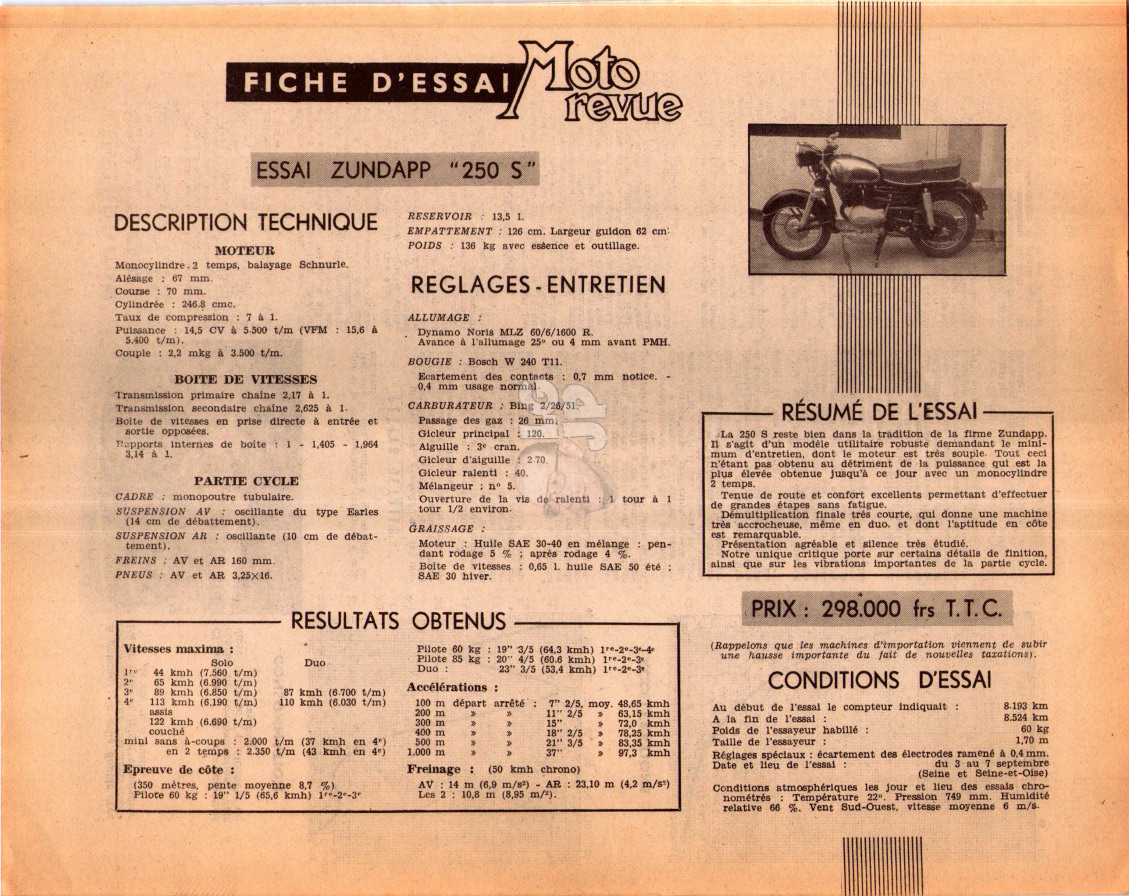 FICHE D'ESSAI Moto revue
ESSAI ZUNDAPP "250 S"
DESCRIPTION TECHNIQUE
MOTEUR
Monocylindre 2 temps, balayage Schnurle.
Alésage : 67 mm.
Course : 70 mm.
Cylindrée : 246.8 cmc.
Taux de compression : 7 à 1.
Puissance : 14,5 CV à 5.500 t/m (VFM : 15,6 à
5.400 t/m).
Couple : 2,2 mkg à 3.500 t/m.
BOITE DE VITESSES
Transmission primaire chaîne 2,17 à 1.
Transmission secondaire chaîne 2,625 à 1.
Boîte de vitesses en prise directe à entrée et
sortie opposées.
Rapports internes de boîte : 1 - 1,405 - 1,964
3,14 à 1.
PARTIE CYCLE
CADRE : monopoutre tubulaire.
SUSPENSION AV : oscillante du type Earles
(14 cm de débattement).
SUSPENSION AR : oscillante (10 cm de débat-
tement).
FREINS : AV et AR 160 mm.
PNEUS : AV et AR 3,25×16.
RESERVOIR : 13,5 l.
EMPATTEMENT : 126 cm. Largeur guidon 62 cm.
POIDS : 136 kg avec essence et outillage.
REGLAGES - ENTRETIEN
ALLUMAGE :
Dynamo Noris MLZ 60/6/1600 R.
Avance à l'allumage 25º ou 4 mm avant PMH.
BOUGIE : Bosch W 240 T11.
Ecartement des contacts : 0,7 mm notice. -
0,4 mm usage normal.
CARBURATEUR : Bing 2/26/51.
Passage des gaz : 26 mm.
Gicleur principal : 120.
Aiguille : 3e cran.
Gicleur d'aiguille : 2.70.
Gicleur ralenti : 40.
Mélangeur : nº 5.
Ouverture de la vis de ralenti : 1 tour à 1
tour 1/2 environ.
GRAISSAGE :
Moteur : Huile SAE 30-40 en mélange : pen-
dant rodage 5 % ; après rodage 4 %.
Boîte de vitesses : 0,65 l. huile SAE 50 été ;
SAE 30 hiver.
RÉSUMÉ DE L'ESSAI
La 250 S reste bien dans la tradition de la firme Zundapp.
Il s'agit d'un modèle utilitaire robuste demandant le mini-
mum d'entretien, dont le moteur est très souple. Tout ceci
n'étant pas obtenu au détriment de la puissance qui est la
plus élevée obtenue jusqu'à ce jour avec un monocylindre
2 temps.
Tenue de route et confort excellents permettant d'effectuer
de grandes étapes sans fatigue.
Démultiplication finale très courte, qui donne une machine
très accrocheuse, même en duo, et dont l'aptitude en côte
est remarquable.
Présentation agréable et silence très étudié.
Notre unique critique porte sur certains détails de finition,
ainsi que sur les vibrations importantes de la partie cycle.
PRIX : 298.000 frs T.T.C.
(Rappelons que les machines d'importation viennent de subir
une hausse importante du fait de nouvelles taxations).
CONDITIONS D'ESSAI
Au début de l'essai le compteur indiquait : 8.193 km
A la fin de l'essai : 8.524 km
Poids de l'essayeur habillé : 60 kg
Taille de l'essayeur : 1,70 m
Réglages spéciaux : écartement des électrodes ramené à 0,4 mm.
Date et lieu de l'essai : du 3 au 7 septembre
(Seine et Seine-et-Oise)
Conditions atmosphériques les jour et lieu des essais chro-
nométrés : Température 22º. Pression 749 mm. Humidité
relative 66 %. Vent Sud-Ouest, vitesse moyenne 6 m/s.
RESULTATS OBTENUS
Vitesses maxima :
Solo Duo
1re 44 kmh (7.560 t/m)
2e 65 kmh (6.990 t/m)
3e 89 kmh (6.850 t/m) 87 kmh (6.700 t/m)
4e 113 kmh (6.190 t/m) 110 kmh (6.030 t/m)
assis
122 kmh (6.690 t/m)
couché
mini sans à-coups : 2.000 t/m (37 kmh en 4e)
en 2 temps : 2.350 t/m (43 kmh en 4e)
Epreuve de côte :
(350 mètres, pente moyenne 8,7 %).
Pilote 60 kg : 19" 1/5 (65,6 kmh) 1re-2e-3e
Pilote 60 kg : 19" 3/5 (64,3 kmh) 1re-2e-3e-4e
Pilote 85 kg : 20" 4/5 (60.6 kmh) 1re-2e-3e
Duo : 23" 3/5 (53,4 kmh) 1re-2e-3e
Accélérations :
100 m départ arrêté : 7" 2/5, moy. 48,65 kmh
200 m » » 11" 2/5 » 63,15 kmh
300 m » » 15" » 72,0 kmh
400 m » » 18" 2/5 » 78,25 kmh
500 m » » 21" 3/5 » 83,35 kmh
1.000 m » » 37" » 97,3 kmh
Freinage : (50 kmh chrono)
AV : 14 m (6,9 m/s²) - AR : 23,10 m (4,2 m/s²)
Les 2 : 10,8 m (8,95 m/²).